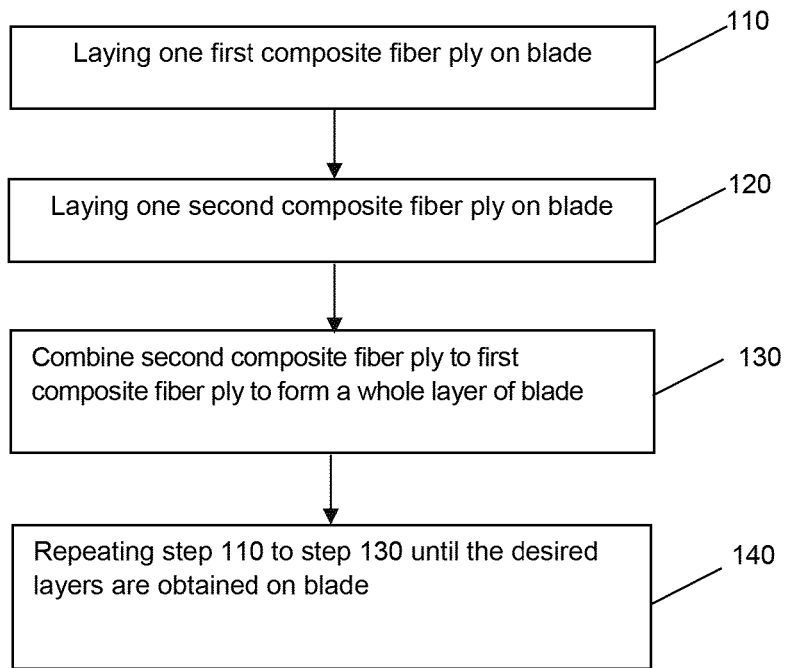 110
Laying one first composite fiber ply on blade
120
Laying one second composite fiber ply on blade
130
Combine second composite fiber ply to first
composite fiber ply to form a whole layer of blade
140
Repeating step 110 to step 130 until the desired
layers are obtained on blade